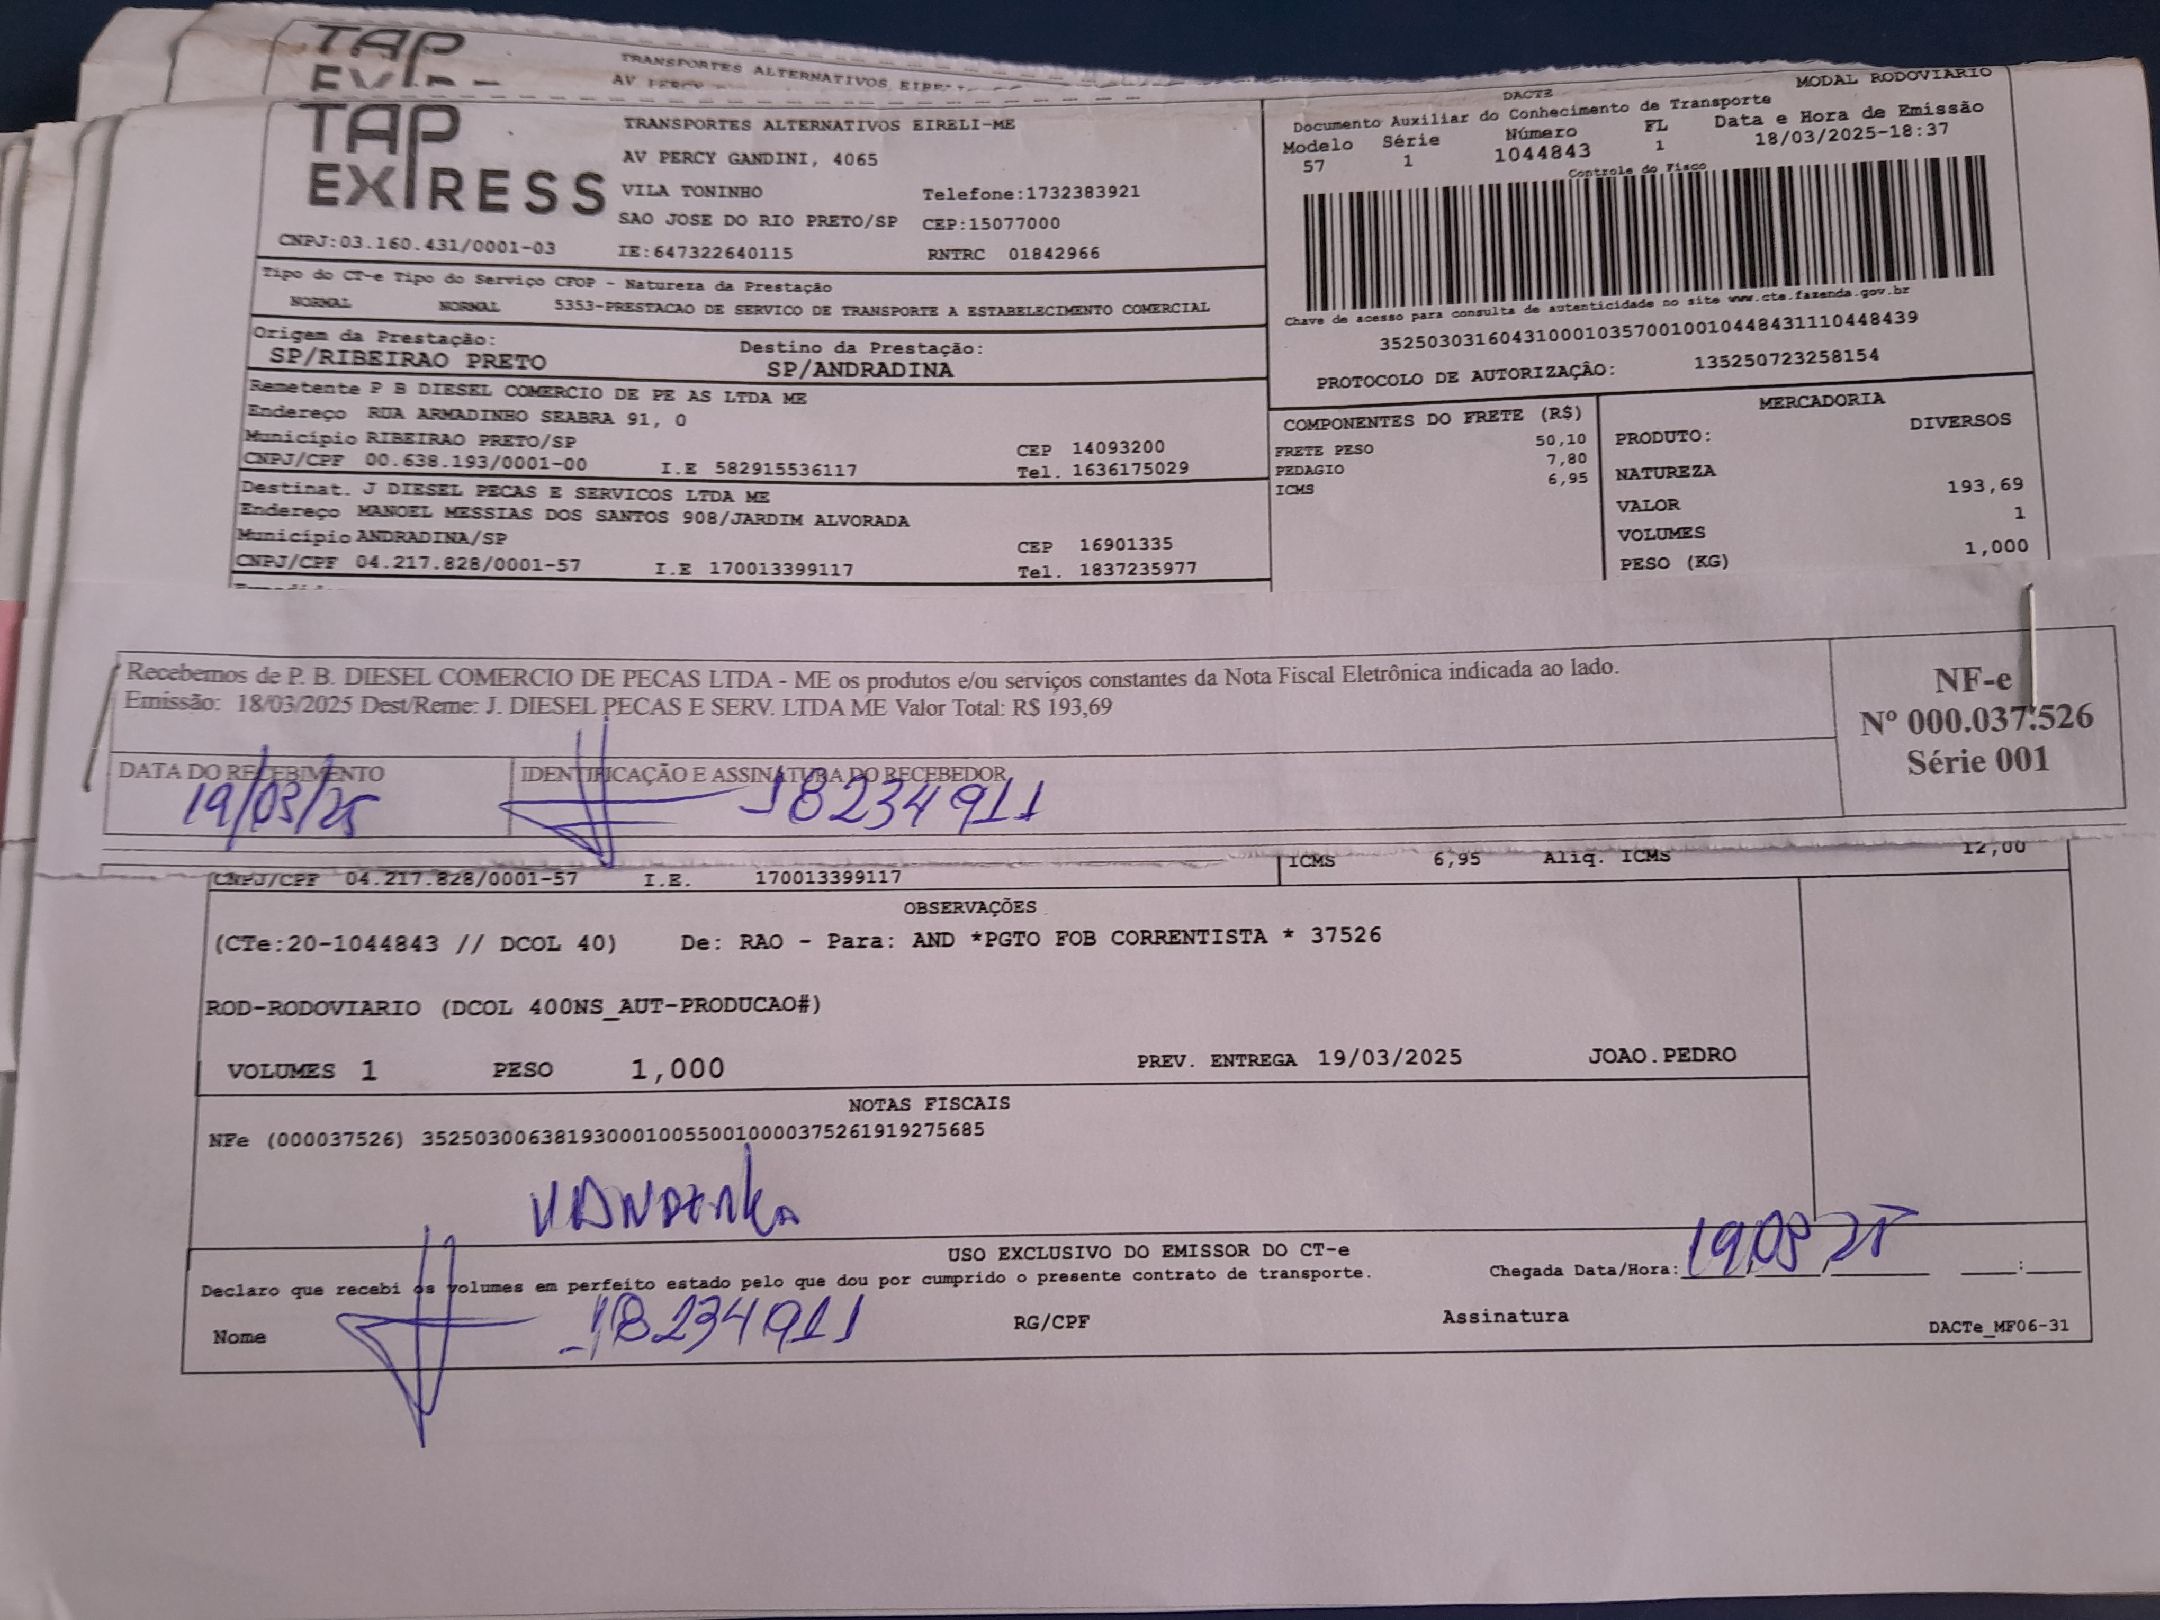 TAP
TRANSPORTES ALTERNATIVOS
AV PERCY
TAP EXPRESS
TRANSPORTES ALTERNATIVOS EIRELI-ME
AV PERCY GANDINI, 4065
VILA TONINHO Telefone:1732383921
SAO JOSE DO RIO PRETO/SP CEP:15077000
CNPJ:03.160.431/0001-03 IE:647322640115 RNTRC 01842966
DACTE MODAL RODOVIARIO
Documento Auxiliar do Conhecimento de Transporte
Modelo Série Número FL Data e Hora de Emissão
57 1 1044843 1 18/03/2025-18:37
Controle do Fisco
Chave de acesso para consulta de autenticidade no site www.cte.fazenda.gov.br
35250303160431000103570010010448431110448439
PROTOCOLO DE AUTORIZAÇÂO: 135250723258154
Tipo do CT-e Tipo do Serviço CFOP - Natureza da Prestação
NORMAL NORMAL 5353-PRESTACAO DE SERVICO DE TRANSPORTE A ESTABELECIMENTO COMERCIAL
Origem da Prestação: Destino da Prestação:
SP/RIBEIRAO PRETO SP/ANDRADINA
Remetente P B DIESEL COMERCIO DE PE AS LTDA ME
Endereço RUA ARMADINHO SEABRA 91, 0
Município RIBEIRAO PRETO/SP CEP 14093200
CNPJ/CPF 00.638.193/0001-00 I.E 582915536117 Tel. 1636175029
Destinat. J DIESEL PECAS E SERVICOS LTDA ME
Endereço MANOEL MESSIAS DOS SANTOS 908/JARDIM ALVORADA
Município ANDRADINA/SP CEP 16901335
CNPJ/CPF 04.217.828/0001-57 I.E 170013399117 Tel. 1837235977
COMPONENTES DO FRETE (R$)
FRETE PESO 50,10
PEDAGIO 7,80
ICMS 6,95
MERCADORIA
PRODUTO: DIVERSOS
NATUREZA
VALOR 193,69
VOLUMES 1
PESO (KG) 1,000
Recebemos de P. B. DIESEL COMERCIO DE PECAS LTDA - ME os produtos e/ou serviços constantes da Nota Fiscal Eletrônica indicada ao lado.
Emissão: 18/03/2025 Dest/Reme: J. DIESEL PECAS E SERV. LTDA ME Valor Total: R$ 193,69
NF-e
Nº 000.037.526
Série 001
DATA DO RECEBIMENTO IDENTIFICAÇÃO E ASSINATURA DO RECEBEDOR
19/03/25 18234911
CNPJ/CPF 04.217.828/0001-57 I.E. 170013399117
ICMS 6,95 Aliq. ICMS 12,00
OBSERVAÇÕES
(CTe:20-1044843 // DCOL 40) De: RAO - Para: AND *PGTO FOB CORRENTISTA * 37526
ROD-RODOVIARIO (DCOL 400NS_AUT-PRODUCAO#)
VOLUMES 1 PESO 1,000 PREV. ENTREGA 19/03/2025 JOAO.PEDRO
NOTAS FISCAIS
NFe (000037526) 35250300638193000100550010000375261919275685
USO EXCLUSIVO DO EMISSOR DO CT-e
Declaro que recebi os volumes em perfeito estado pelo que dou por cumprido o presente contrato de transporte. Chegada Data/Hora: 19 03 25 :
Nome 18234911 RG/CPF Assinatura
DACTe_MF06-31